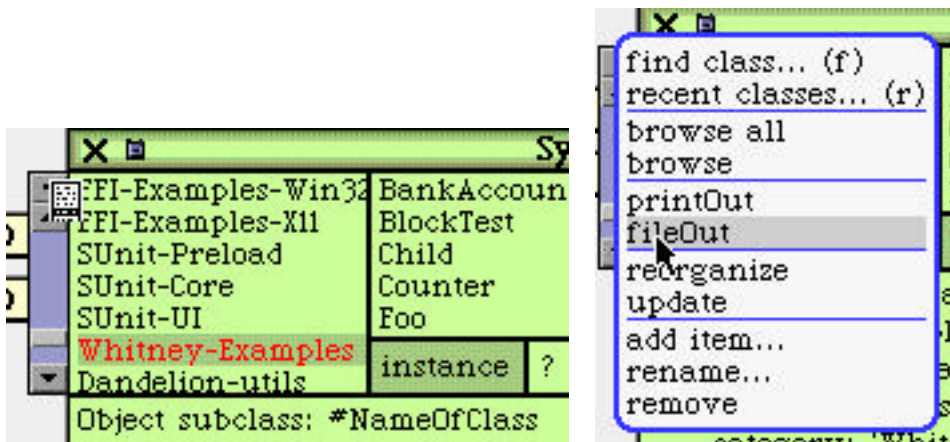 Sy
FFI-Examples-Win32
FFI-Examples-X11
SUnit-Preload
SUnit-Core
SUnit-UI
Whitney-Examples
Dandelion-utils
BankAccoun
BlockTest
Child
Counter
Foo
instance ?
Object subclass: #NameOfClass
find class... (f)
recent classes... (r)
browse all
browse
printOut
fileOut
reorganize
update
add item...
rename...
remove